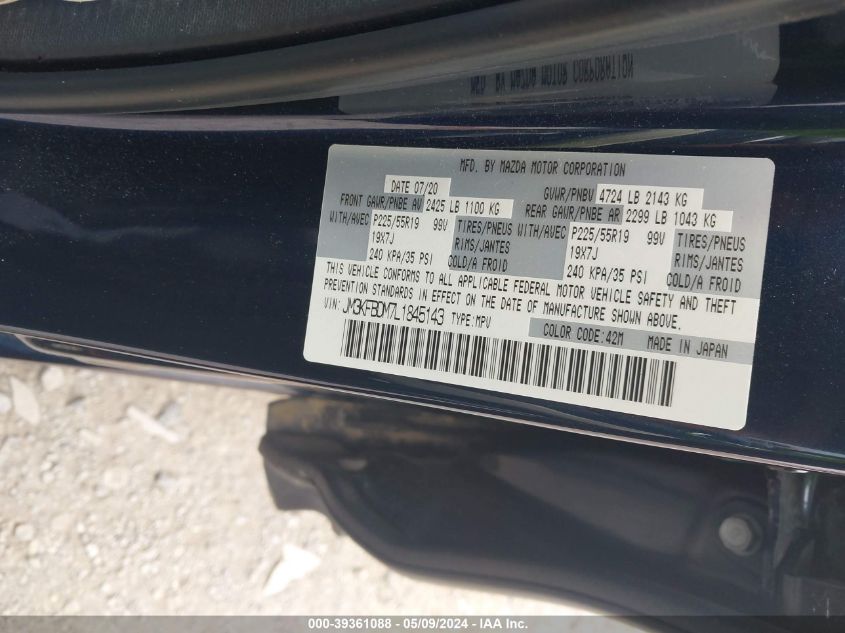 MFD. BY MAZDA MOTOR CORPORATION
DATE 07/20 GVWR/PNBV 4724 LB 2143 KG
FRONT GAWR/PNBE AV 2425 LB 1100 KG REAR GAWR/PNBE AR 2299 LB 1043 KG
WITH/AVEC P225/55R19 99V TIRES/PNEUS WITH/AVEC P225/55R19 99V TIRES/PNEUS
19X7J RIMS/JANTES 19X7J RIMS/JANTES
240 KPA/35 PSI COLD/A FROID 240 KPA/35 PSI COLD/A FROID
THIS VEHICLE CONFORMS TO ALL APPLICABLE FEDERAL MOTOR VEHICLE SAFETY AND THEFT
PREVENTION STANDARDS IN EFFECT ON THE DATE OF MANUFACTURE SHOWN ABOVE.
VIN: JM3KFBDM7L1845143 TYPE:MPV
COLOR CODE:42M MADE IN JAPAN
000-39361088 - 05/09/2024 - IAA Inc.